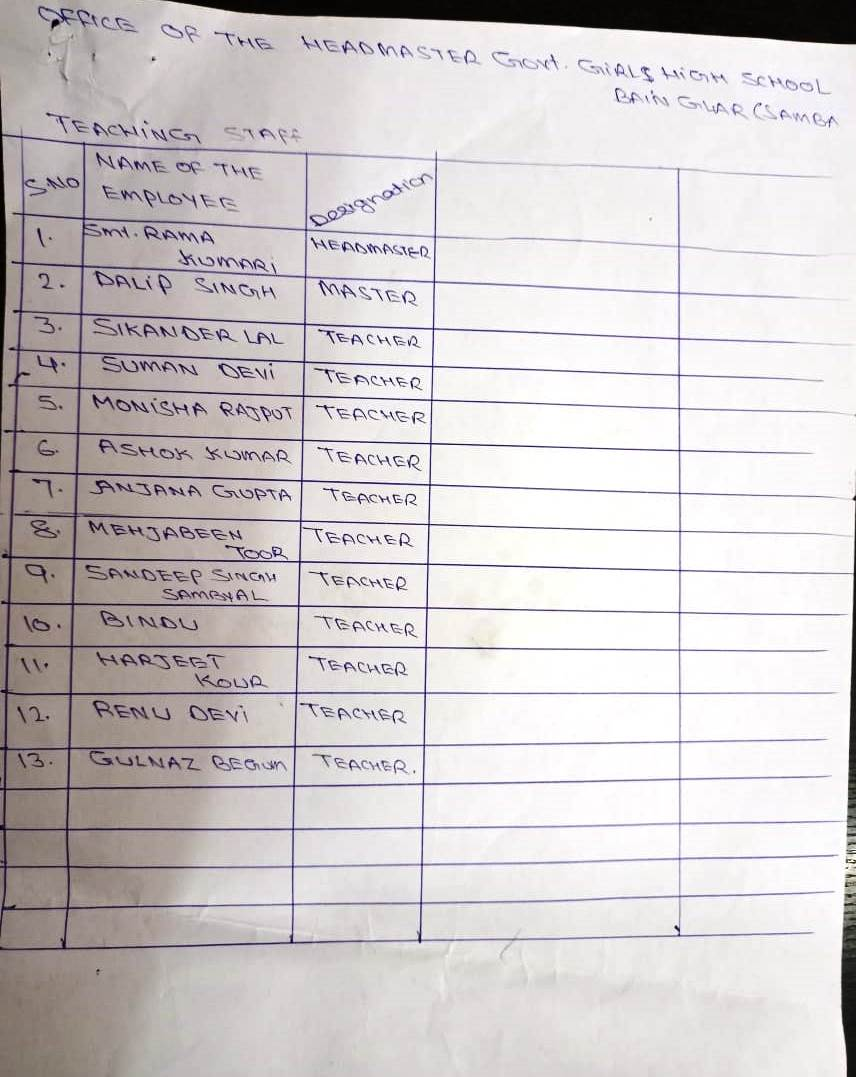 OFFICE OF THE HEADMASTER Govt. GIRLS HIGH SCHOOL
BAIN GLAR (SAMBA
TEACHING STAFF
S.NO NAME OF THE EMPLOYEE Designation
1. Smt. RAMA KUMARI HEADMASTER
2. DALIP SINGH MASTER
3. SIKANDER LAL TEACHER
4. SUMAN DEVI TEACHER
5. MONISHA RAJPUT TEACHER
6. ASHOK KUMAR TEACHER
7. ANJANA GUPTA TEACHER
8. MEHJABEEN TOOR TEACHER
9. SANDEEP SINGH SAMBYAL TEACHER
10. BINDU TEACHER
11. HARJEET KOUR TEACHER
12. RENU DEVI TEACHER
13. GULNAZ BEGUM TEACHER.